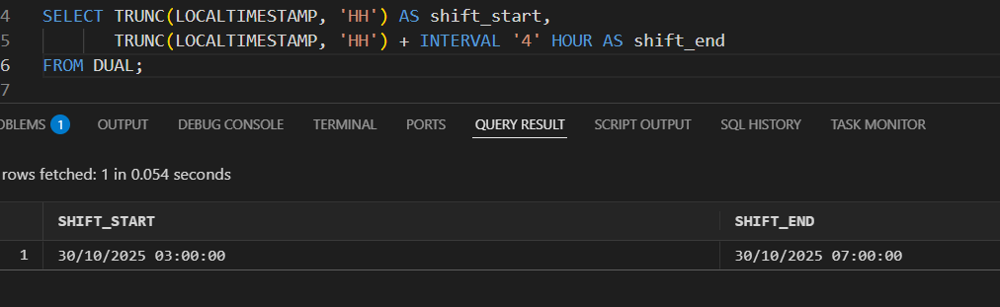 4 SELECT TRUNC(LOCALTIMESTAMP, 'HH') AS shift_start,
5 TRUNC(LOCALTIMESTAMP, 'HH') + INTERVAL '4' HOUR AS shift_end
6 FROM DUAL;
7
OBLEMS 1 OUTPUT DEBUG CONSOLE TERMINAL PORTS QUERY RESULT SCRIPT OUTPUT SQL HISTORY TASK MONITOR
rows fetched: 1 in 0.054 seconds
SHIFT_START SHIFT_END
1 30/10/2025 03:00:00 30/10/2025 07:00:00